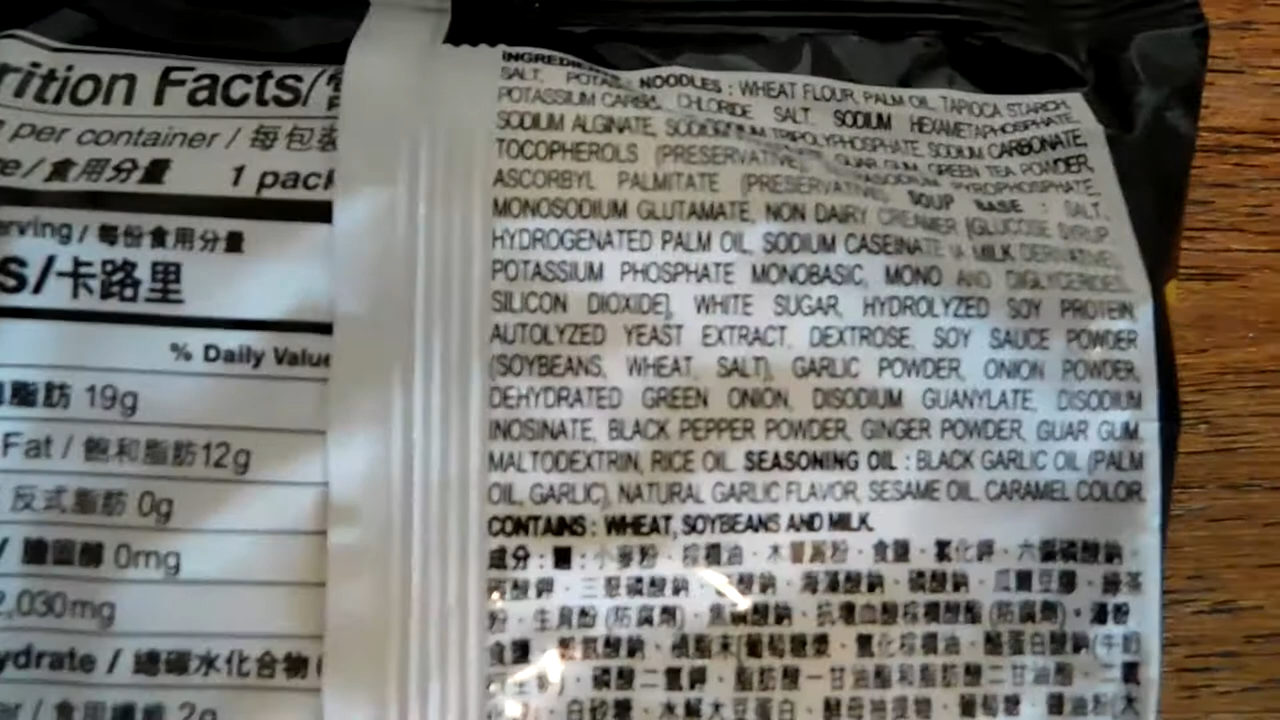 rition Facts/
per container / 每包裝
e/食用分量 1 pack
erving / 每份食用分量
s/卡路里
% Daily Value
脂肪 19g
Fat / 飽和脂肪12g
反式脂肪 0g
/ 膽固醇 0mg
2,030mg
ydrate / 總碳水化合物
er / 食用纖維 2g
NOODLES : WHEAT FLOUR, PALM OIL, TAPIOCA STARCH,
SALT, CHLORIDE SALT, SODIUM HEXAMETAPHOSPHATE,
POTASSIUM TRIPOLYPHOSPHATE, SODIUM CARBONATE,
SODIUM ALGINATE, GUAR GUM, GREEN TEA POWDER,
TOCOPHEROLS (PRESERVATIVE), PYROPHOSPHATE,
ASCORBYL PALMITATE (PRESERVATIVE). SOUP BASE : SALT,
MONOSODIUM GLUTAMATE, NON DAIRY CREAMER [GLUCOSE SYRUP,
HYDROGENATED PALM OIL, SODIUM CASEINATE (A MILK DERIVATIVE),
POTASSIUM PHOSPHATE MONOBASIC, MONO AND DIGLYCERIDES,
SILICON DIOXIDE], WHITE SUGAR, HYDROLYZED SOY PROTEIN,
AUTOLYZED YEAST EXTRACT, DEXTROSE, SOY SAUCE POWDER
(SOYBEANS, WHEAT, SALT), GARLIC POWDER, ONION POWDER,
DEHYDRATED GREEN ONION, DISODIUM GUANYLATE, DISODIUM
INOSINATE, BLACK PEPPER POWDER, GINGER POWDER, GUAR GUM,
MALTODEXTRIN, RICE OIL. SEASONING OIL : BLACK GARLIC OIL (PALM
OIL, GARLIC), NATURAL GARLIC FLAVOR, SESAME OIL, CARAMEL COLOR.
CONTAINS : WHEAT, SOYBEANS AND MILK.
成分 : 麵 : 小麥粉 · 棕櫚油 · 木薯澱粉 · 食鹽 · 氯化鉀 · 六偏磷酸鈉 ·
酸鉀 · 三聚磷酸鈉 · 酸鈉 · 海藻酸鈉 · 磷酸鈉 · 瓜爾豆膠 · 綠茶
粉 · 生育酚 (防腐劑) · 焦磷酸鈉 · 抗壞血酸棕櫚酸酯 (防腐劑) · 湯粉
食鹽 · 麩氨酸鈉 · 植脂末[葡萄糖漿 · 氫化棕櫚油 · 酪蛋白酸鈉(牛奶
· 磷酸二氫鉀 · 脂肪酸一甘油酯和脂肪酸二甘油酯 · 二氧
· 白砂糖 · 水解大豆蛋白 · 酵母抽提物 · 葡萄糖 · 醬油粉(大